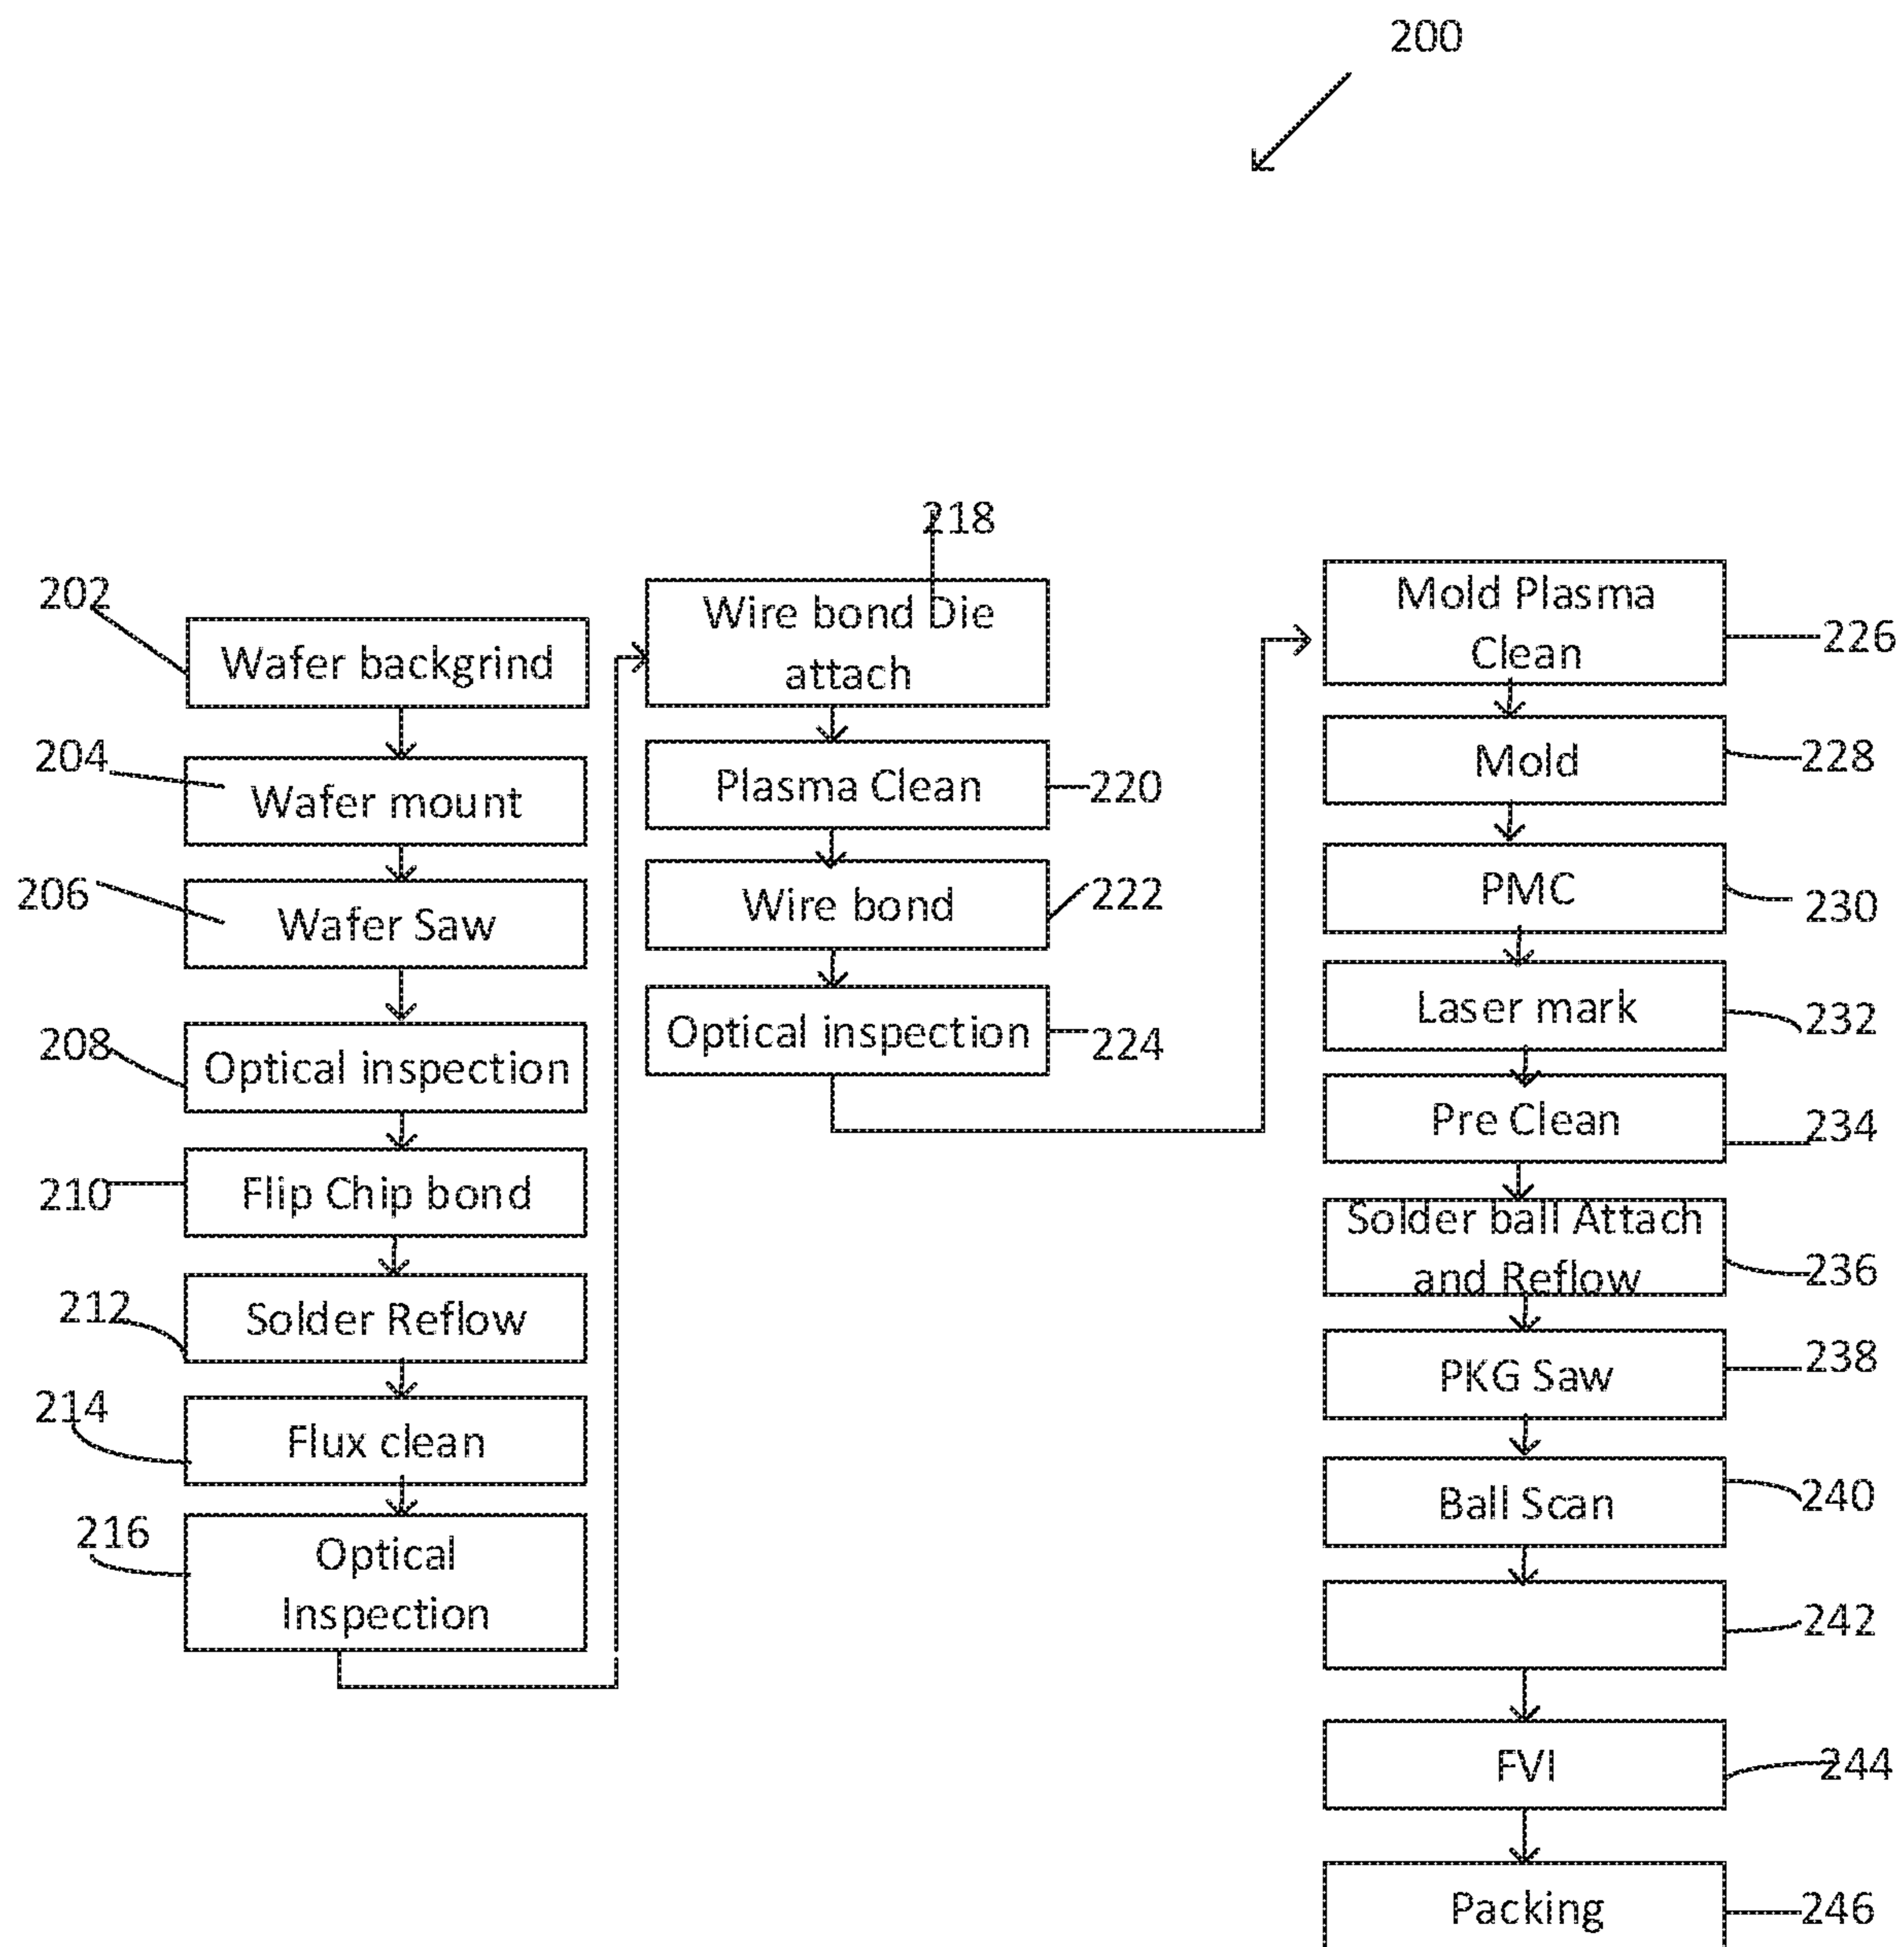 200
202
Wafer backgrind
204
Wafer mount
206
Wafer Saw
208
Optical inspection
210
Flip Chip bond
212
Solder Reflow
214
Flux clean
216
Optical
Inspection
218
Wire bond Die
attach
Plasma Clean
220
Wire bond
222
Optical inspection
224
Mold Plasma
Clean
226
Mold
228
PMC
230
Laser mark
232
Pre Clean
234
Solder ball Attach
and Reflow
236
PKG Saw
238
Ball Scan
240
242
FVI
244
Packing
246